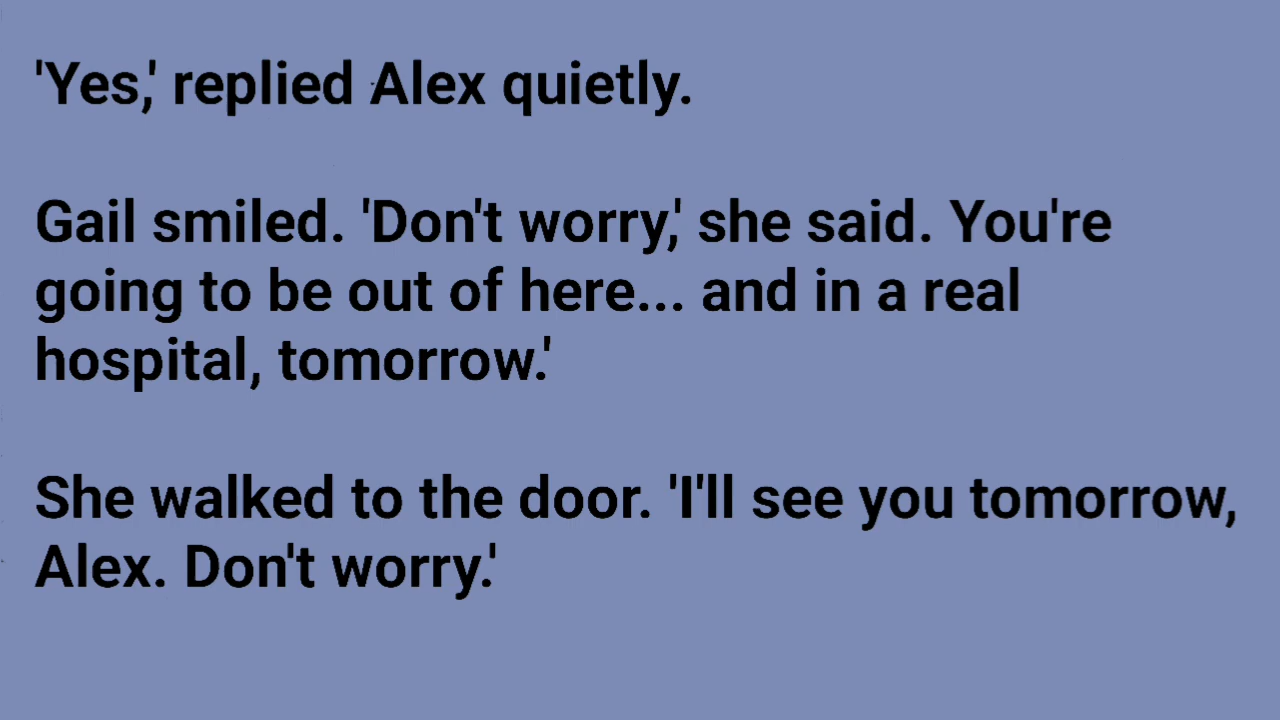 'Yes,' replied Alex quietly.
Gail smiled. 'Don't worry,' she said. You're
going to be out of here... and in a real
hospital, tomorrow.'
She walked to the door. 'I'll see you tomorrow,
Alex. Don't worry.'